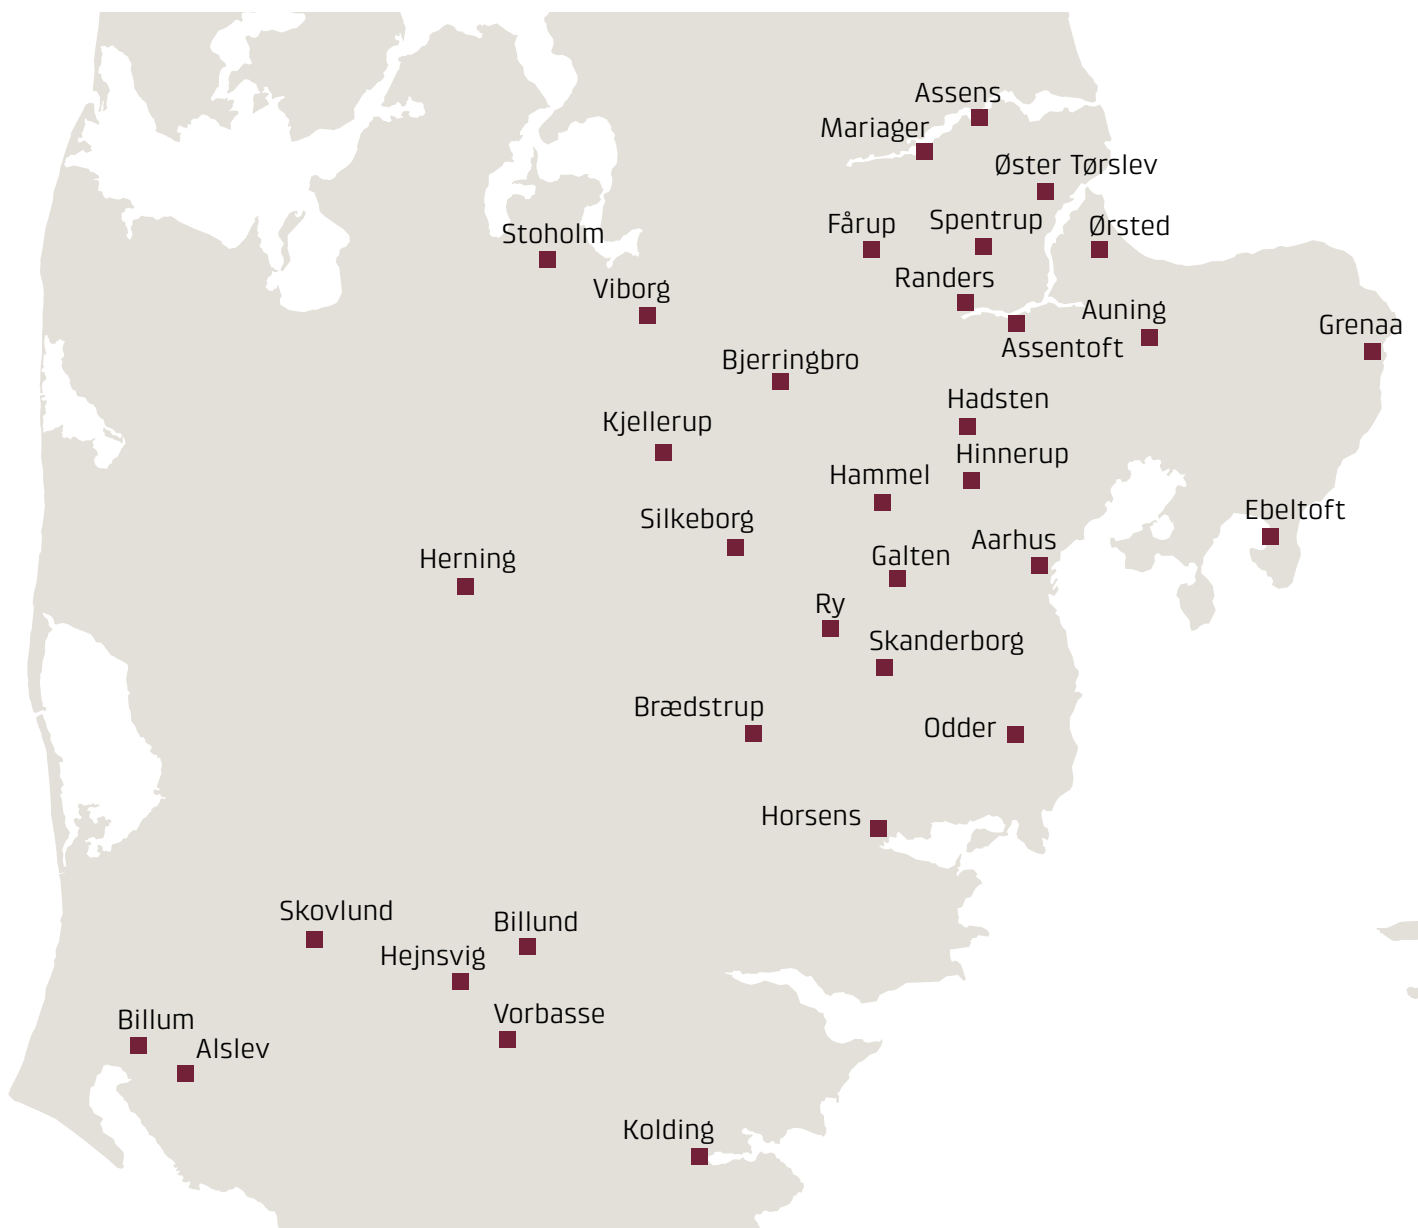 Assens
Mariager
Øster Tørslev
Fårup
Spentrup
Ørsted
Stoholm
Randers
Viborg
Auning
Grenaa
Assentoft
Bjerringbro
Hadsten
Kjellerup
Hinnerup
Hammel
Ebeltoft
Silkeborg
Aarhus
Galten
Herning
Ry
Skanderborg
Brædstrup
Odder
Horsens
Skovlund
Billund
Hejnsvig
Vorbasse
Billum
Alslev
Kolding